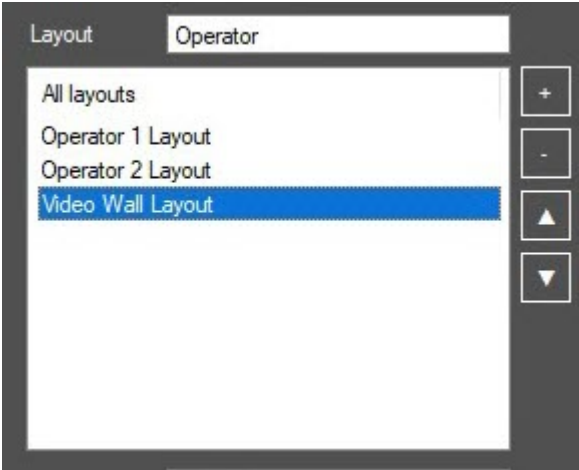 Layout Operator
All layouts
+
Operator 1 Layout
-
Operator 2 Layout
Video Wall Layout
▲
▼